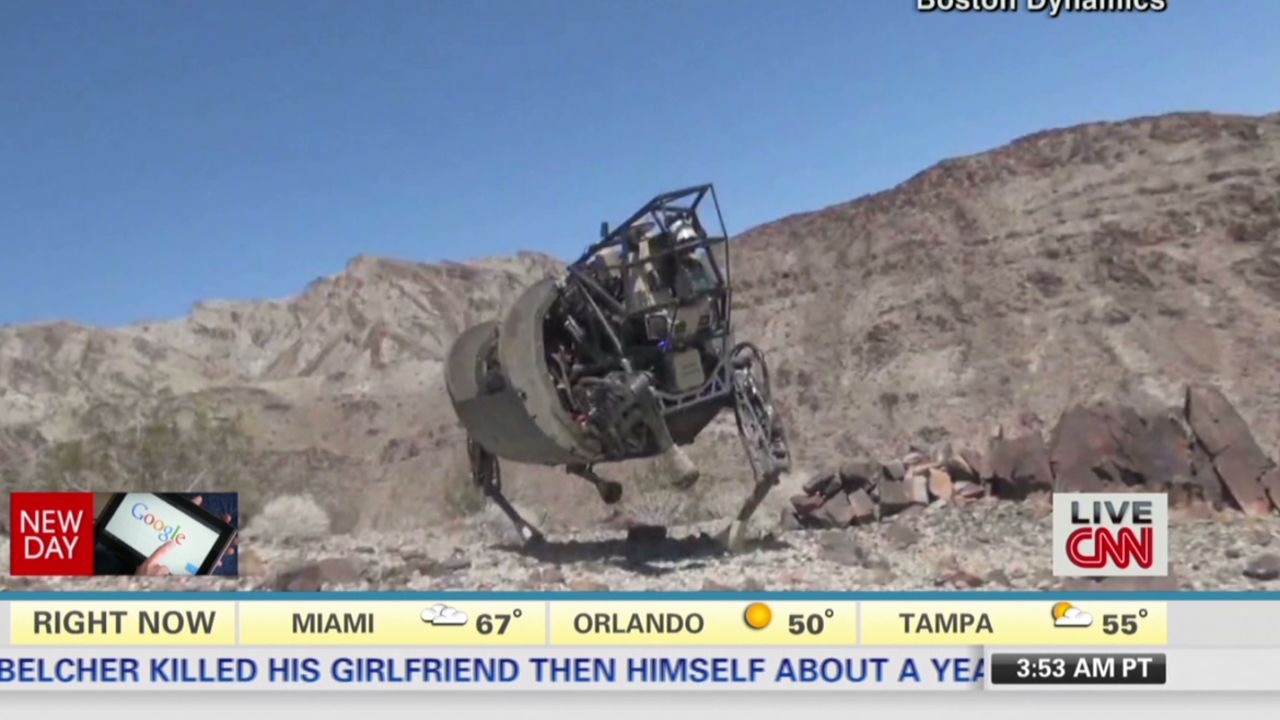 Boston Dynamics
NEW
DAY
Google
LIVE
CNN
RIGHT NOW
MIAMI 67°
ORLANDO 50°
TAMPA 55°
BELCHER KILLED HIS GIRLFRIEND THEN HIMSELF ABOUT A YEA
3:53 AM PT